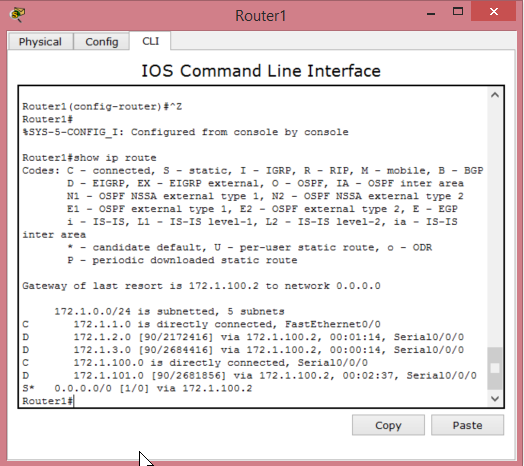 Router1
Physical Config CLI
IOS Command Line Interface
Router1(config-router)#^Z
Router1#
%SYS-5-CONFIG_I: Configured from console by console
Router1#show ip route
Codes: C - connected, S - static, I - IGRP, R - RIP, M - mobile, B - BGP
D - EIGRP, EX - EIGRP external, O - OSPF, IA - OSPF inter area
N1 - OSPF NSSA external type 1, N2 - OSPF NSSA external type 2
E1 - OSPF external type 1, E2 - OSPF external type 2, E - EGP
i - IS-IS, L1 - IS-IS level-1, L2 - IS-IS level-2, ia - IS-IS
inter area
* - candidate default, U - per-user static route, o - ODR
P - periodic downloaded static route
Gateway of last resort is 172.1.100.2 to network 0.0.0.0
172.1.0.0/24 is subnetted, 5 subnets
C 172.1.1.0 is directly connected, FastEthernet0/0
D 172.1.2.0 [90/2172416] via 172.1.100.2, 00:01:14, Serial0/0/0
D 172.1.3.0 [90/2684416] via 172.1.100.2, 00:00:14, Serial0/0/0
C 172.1.100.0 is directly connected, Serial0/0/0
D 172.1.101.0 [90/2681856] via 172.1.100.2, 00:02:37, Serial0/0/0
S* 0.0.0.0/0 [1/0] via 172.1.100.2
Router1#
Copy Paste